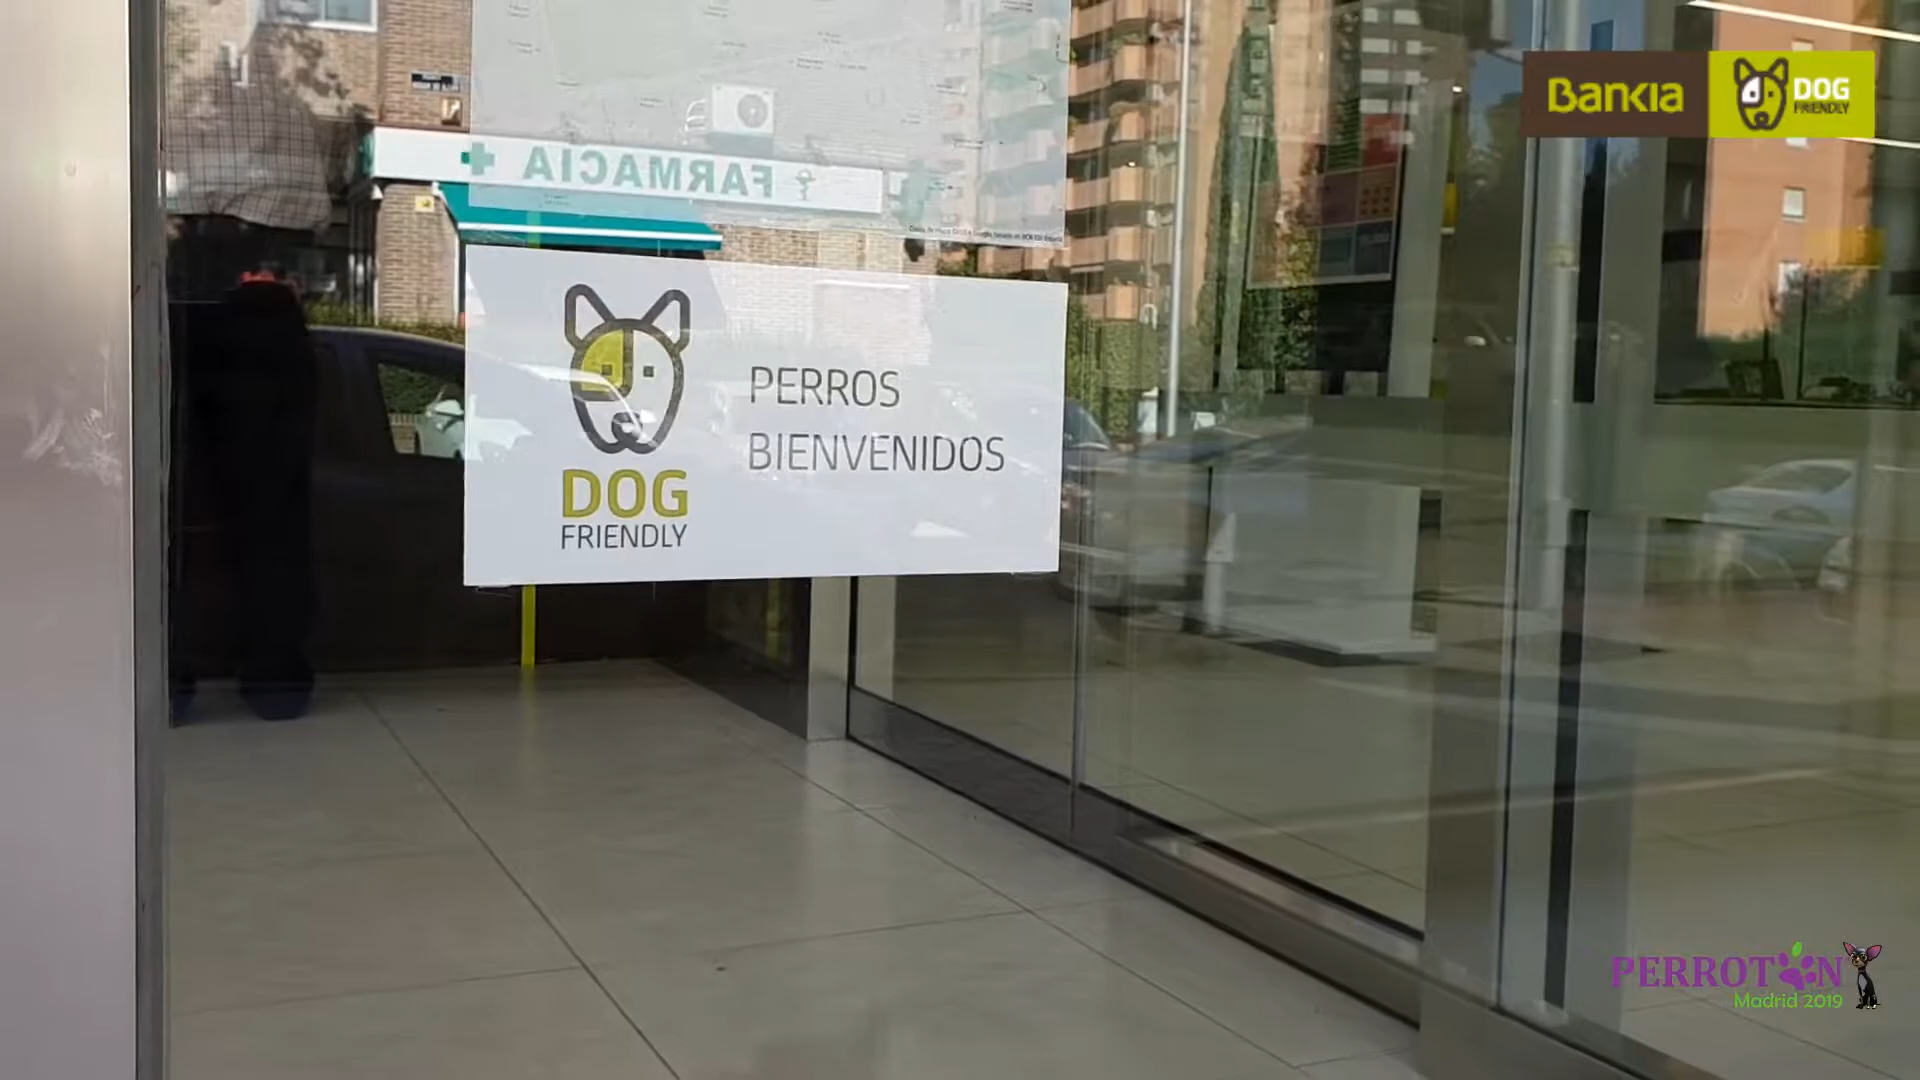 Bankia
DOG
FRIENDLY
FARMACIA
PERROS
BIENVENIDOS
DOG
FRIENDLY
PERROTON
Madrid 2019